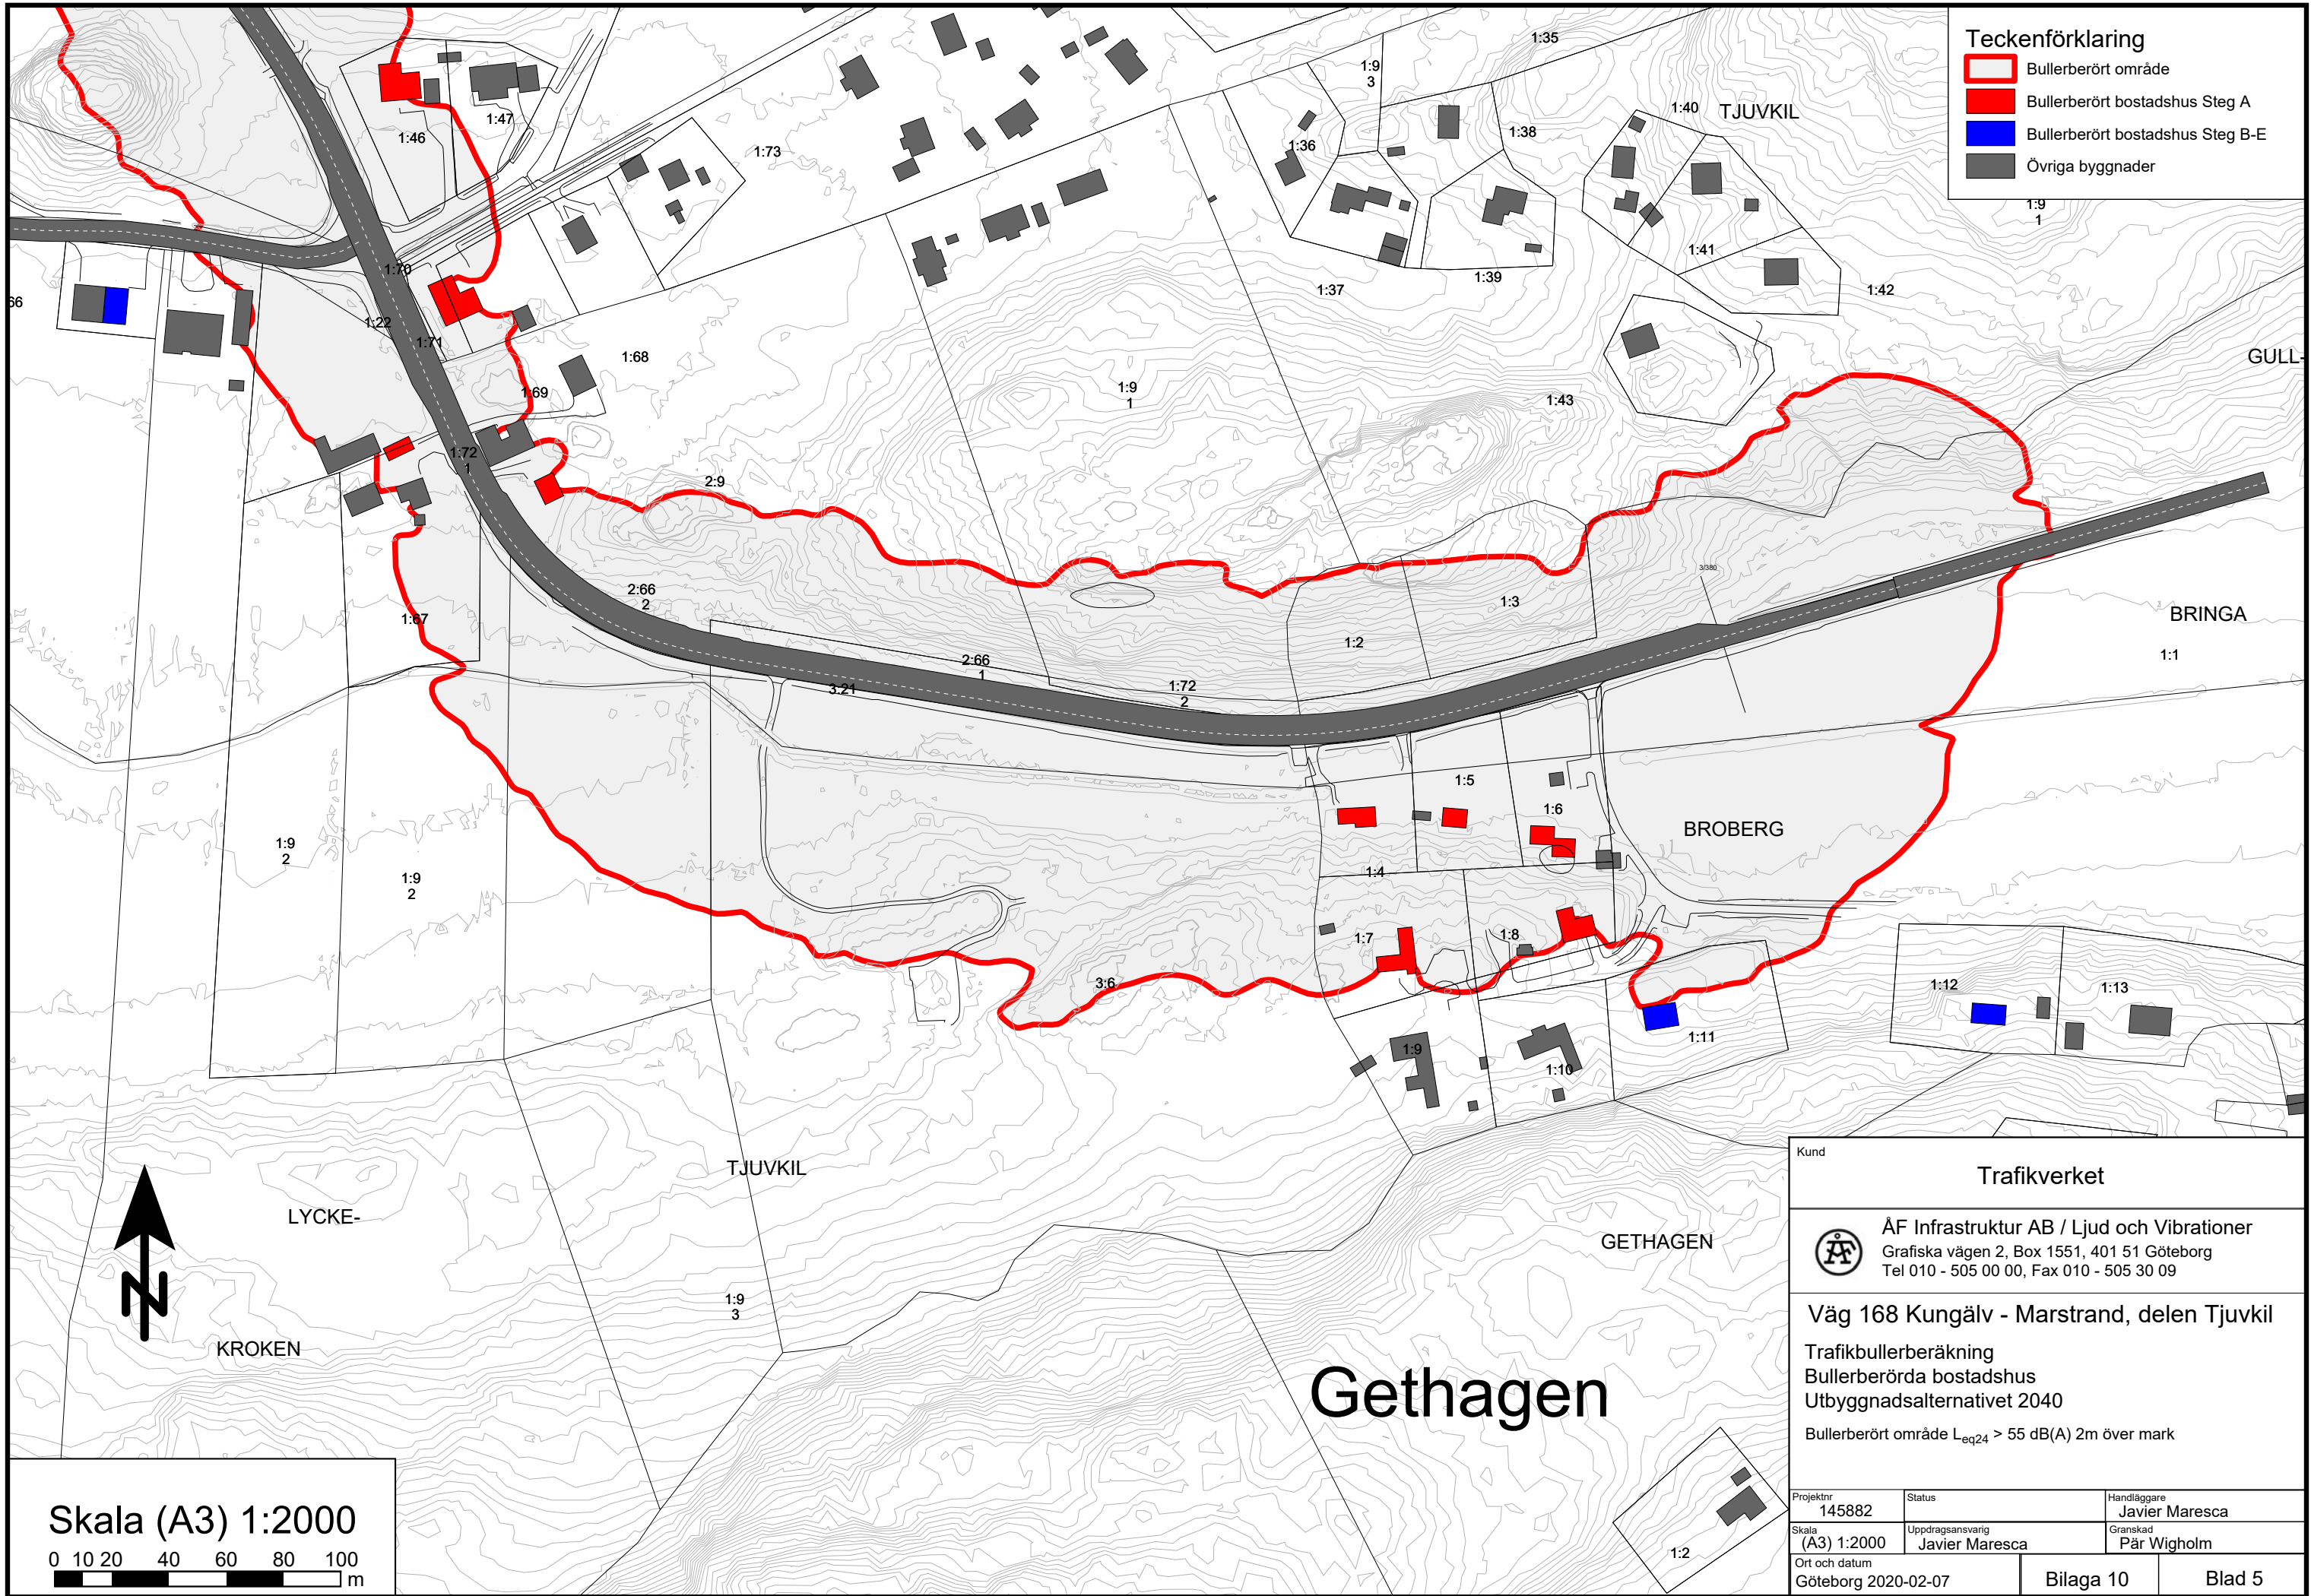 Teckenförklaring
Bullerberört område
Bullerberört bostadshus Steg A
Bullerberört bostadshus Steg B-E
Övriga byggnader
1:35
1:9
3
1:40
TJUVKIL
1:38
1:36
1:47
1:46
1:73
1:9
1
1:41
1:39
1:37
1:42
1:70
66
1:22
1:71
1:68
GULL-
1:69
1:9
1
1:43
1:72
1
2:9
3/380
2:66
2
1:3
1:67
BRINGA
1:2
1:1
2:66
1
3:21
1:72
2
1:5
1:6
BROBERG
1:9
2
1:9
2
1:4
1:7
1:8
3:6
1:12
1:13
1:11
1:9
1:10
TJUVKIL
LYCKE-
GETHAGEN
1:9
3
KROKEN
N
Gethagen
1:2
Skala (A3) 1:2000
0 10 20 40 60 80 100
m
Kund
Trafikverket
ÅF
ÅF Infrastruktur AB / Ljud och Vibrationer
Grafiska vägen 2, Box 1551, 401 51 Göteborg
Tel 010 - 505 00 00, Fax 010 - 505 30 09
Väg 168 Kungälv - Marstrand, delen Tjuvkil
Trafikbullerberäkning
Bullerberörda bostadshus
Utbyggnadsalternativet 2040
Bullerberört område Leq24 > 55 dB(A) 2m över mark
Projektnr
145882
Status
Handläggare
Javier Maresca
Skala
(A3) 1:2000
Uppdragsansvarig
Javier Maresca
Granskad
Pär Wigholm
Ort och datum
Göteborg 2020-02-07
Bilaga 10
Blad 5